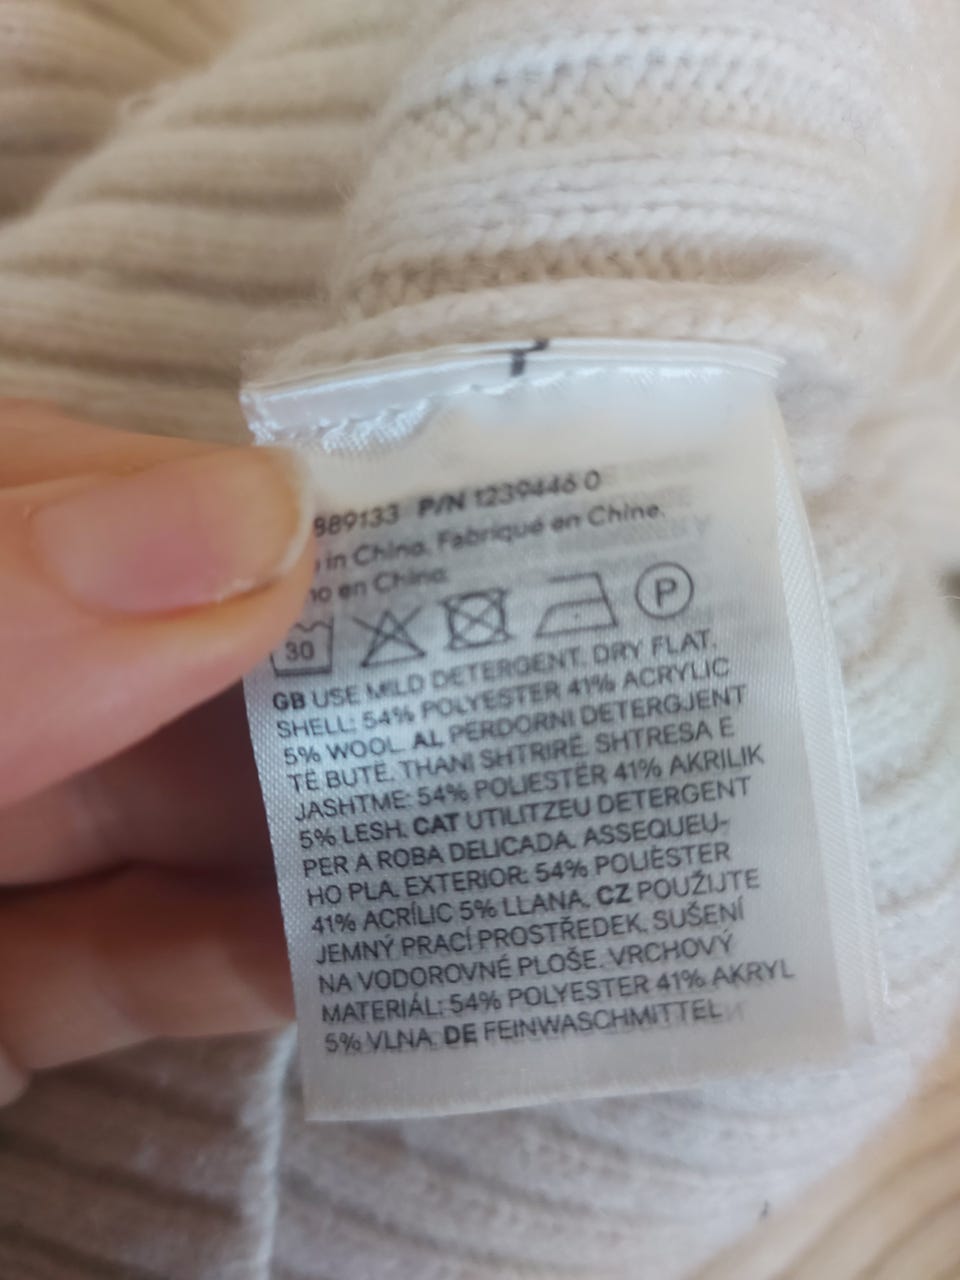 889133 P/N 1239446 0
in China. Fabriqué en Chine.
en China.
30 P
GB USE MILD DETERGENT. DRY FLAT.
SHELL: 54% POLYESTER 41% ACRYLIC
5% WOOL. AL PERDORNI DETERGJENT
TË BUTË. THANI SHTRIRË. SHTRESA E
JASHTME: 54% POLIESTËR 41% AKRILIK
5% LESH. CAT UTILITZEU DETERGENT
PER A ROBA DELICADA. ASSEQUEU-
HO PLA. EXTERIOR: 54% POLIÈSTER
41% ACRÍLIC 5% LLANA. CZ POUŽIJTE
JEMNÝ PRACÍ PROSTŘEDEK. SUŠENÍ
NA VODOROVNÉ PLOŠE. VRCHOVÝ
MATERIÁL: 54% POLYESTER 41% AKRYL
5% VLNA. DE FEINWASCHMITTEL